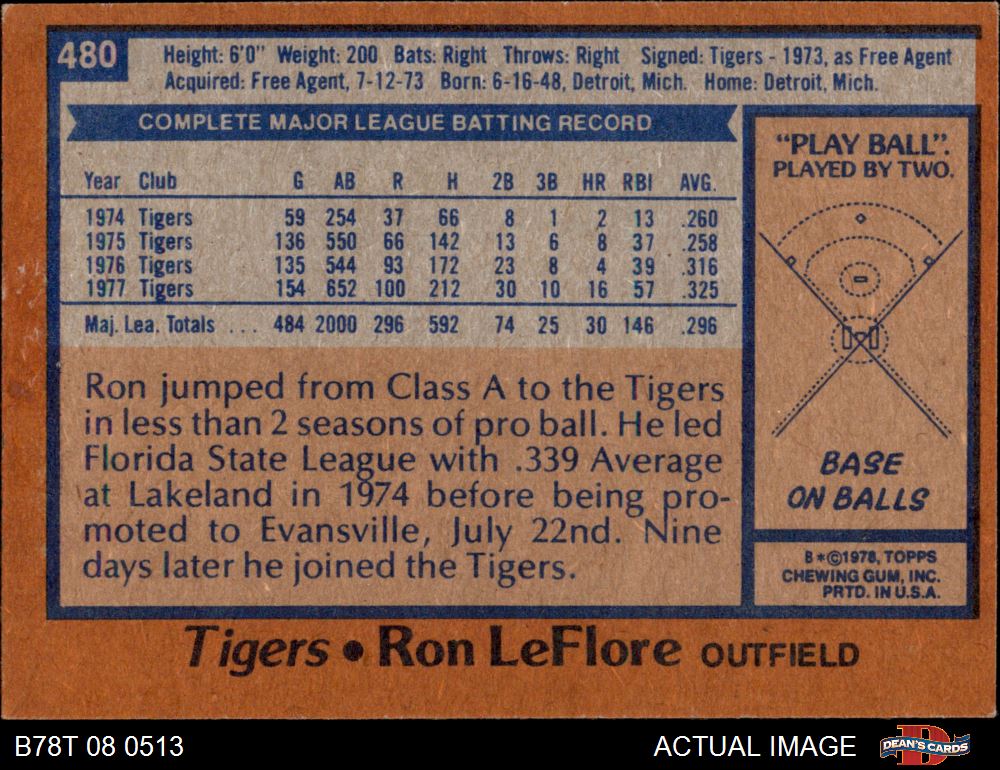 480
Height: 6'0" Weight: 200 Bats: Right Throws: Right Signed: Tigers - 1973, as Free Agent
Acquired: Free Agent, 7-12-73 Born: 6-16-48, Detroit, Mich. Home: Detroit, Mich.
COMPLETE MAJOR LEAGUE BATTING RECORD
Year Club G AB R H 2B 3B HR RBI AVG.
1974 Tigers 59 254 37 66 8 1 2 13 .260
1975 Tigers 136 550 66 142 13 6 8 37 .258
1976 Tigers 135 544 93 172 23 8 4 39 .316
1977 Tigers 154 652 100 212 30 10 16 57 .325
Maj. Lea. Totals ... 484 2000 296 592 74 25 30 146 .296
Ron jumped from Class A to the Tigers
in less than 2 seasons of pro ball. He led
Florida State League with .339 Average
at Lakeland in 1974 before being pro-
moted to Evansville, July 22nd. Nine
days later he joined the Tigers.
"PLAY BALL".
PLAYED BY TWO.
BASE
ON BALLS
B*©1978, TOPPS
CHEWING GUM, INC.
PRTD. IN U.S.A.
Tigers • Ron LeFlore OUTFIELD
B78T 08 0513
ACTUAL IMAGE
DEAN'S CARDS